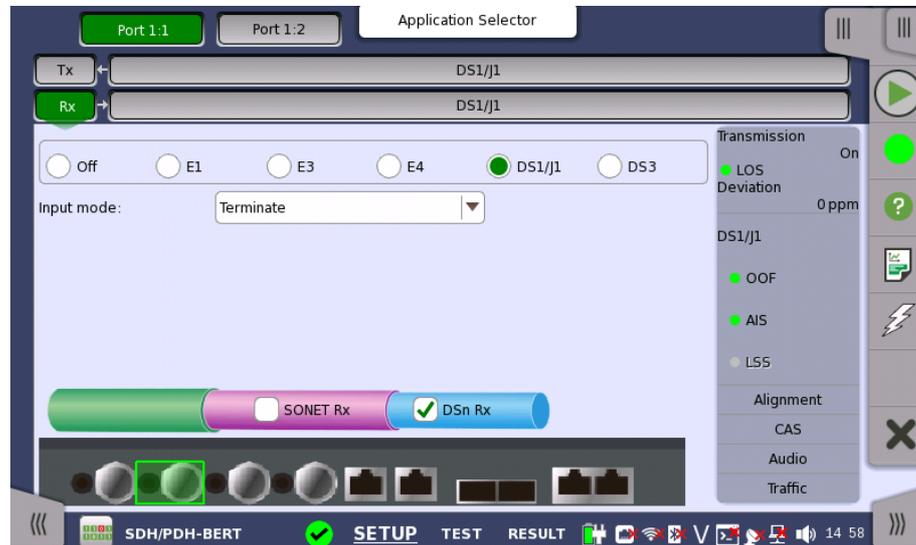 Application Selector
Port 1:1 Port 1:2
Tx DS1/J1
Rx DS1/J1
Off E1 E3 E4 DS1/J1 DS3
Input mode: Terminate
SONET Rx DSn Rx
Transmission
On
LOS
Deviation
0 ppm
DS1/J1
OOF
AIS
LSS
Alignment
CAS
Audio
Traffic
SDH/PDH-BERT SETUP TEST RESULT V 14 58